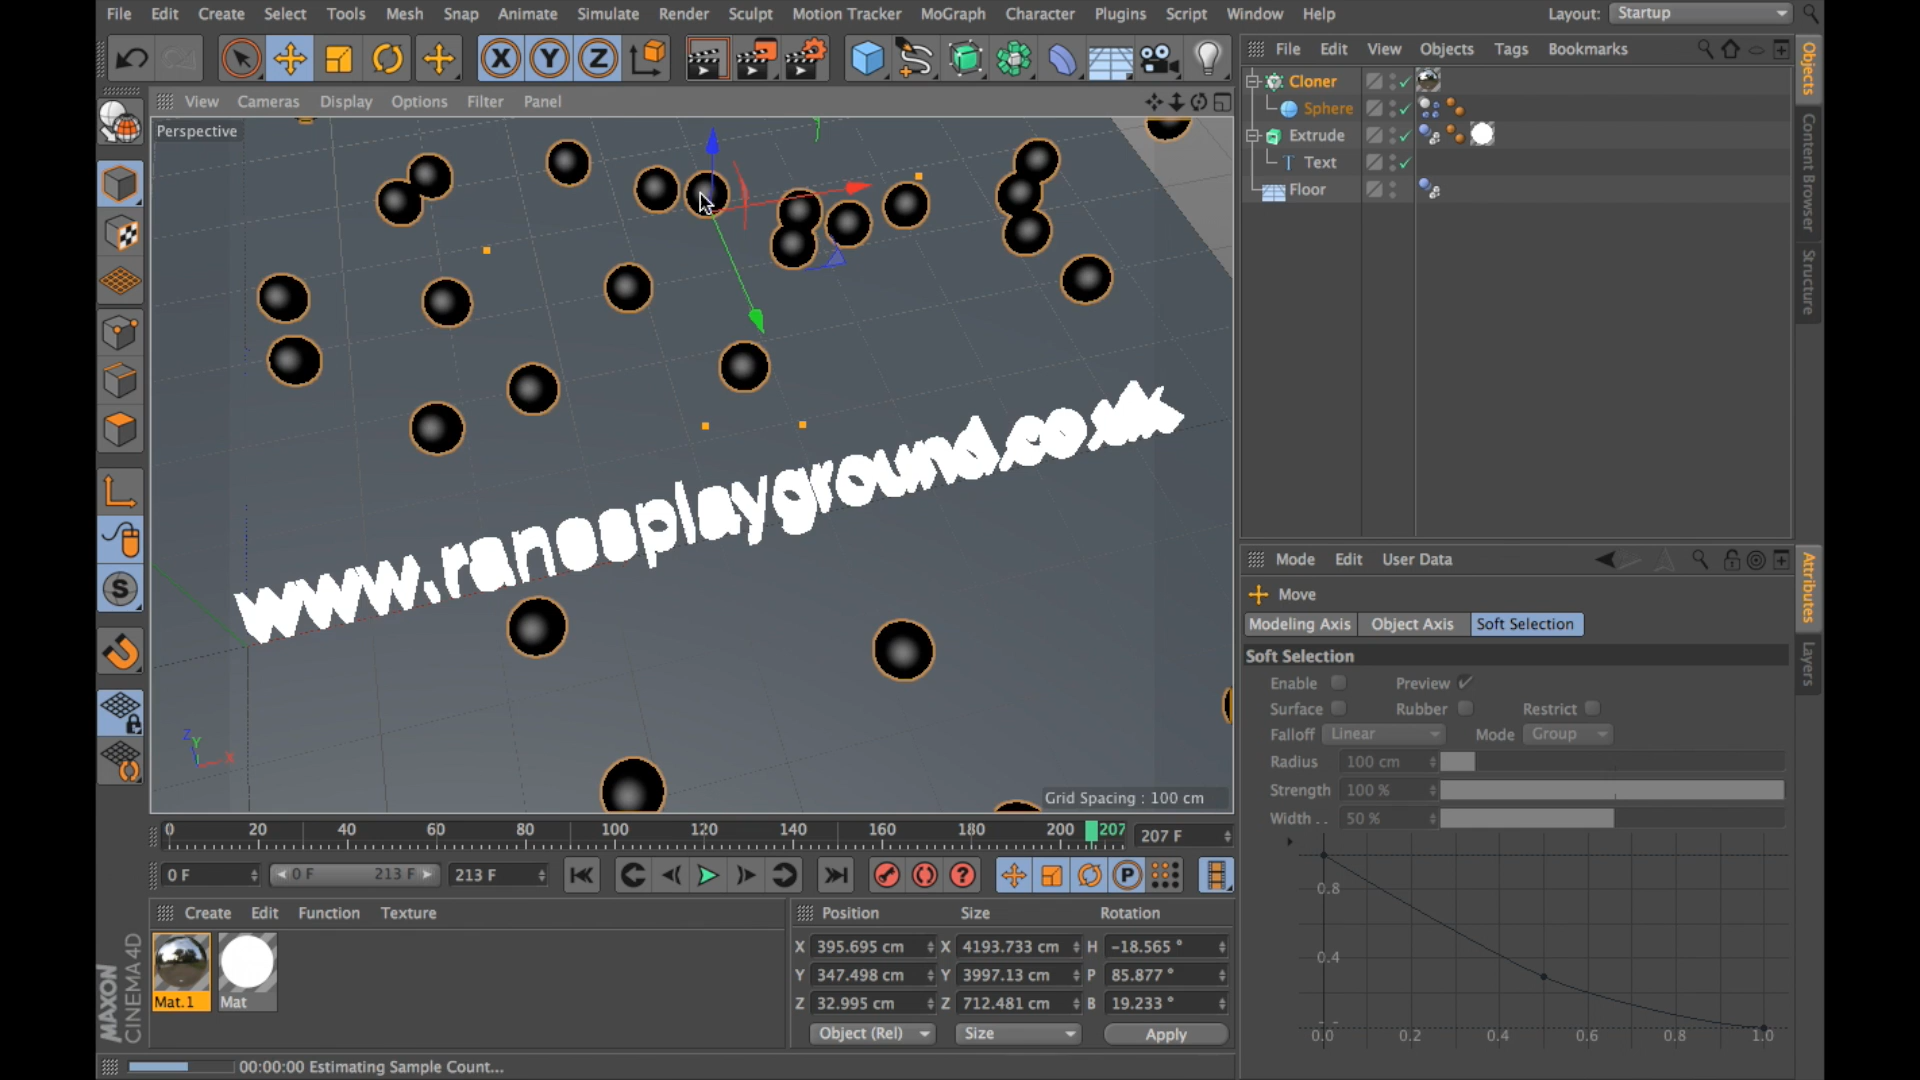 File Edit Create Select Tools Mesh Snap Animate Simulate Render Sculpt Motion Tracker MoGraph Character Plugins Script Window Help Layout: Startup
File Edit View Objects Tags Bookmarks
Cloner
Sphere
Extrude
Text
Floor
Objects
Content Browser
Structure
X Y Z
View Cameras Display Options Filter Panel
Perspective
www.ranosplayground.co.uk
Z Y X
Grid Spacing : 100 cm
Mode Edit User Data
Move
Modeling Axis Object Axis Soft Selection
Soft Selection
Enable Preview
Surface Rubber Restrict
Falloff Linear Mode Group
Radius 100 cm
Strength 100 %
Width . . 50 %
0.8
0.4
0.0 0.2 0.4 0.6 0.8 1.0
Attributes
Layers
0 20 40 60 80 100 120 140 160 180 200 207 207 F
0 F 0 F 213 F 213 F
P
Create Edit Function Texture
Mat.1 Mat
Position Size Rotation
X 395.695 cm X 4193.733 cm H -18.565 °
Y 347.498 cm Y 3997.13 cm P 85.877 °
Z 32.995 cm Z 712.481 cm B 19.233 °
Object (Rel) Size Apply
MAXON
CINEMA 4D
00:00:00 Estimating Sample Count...